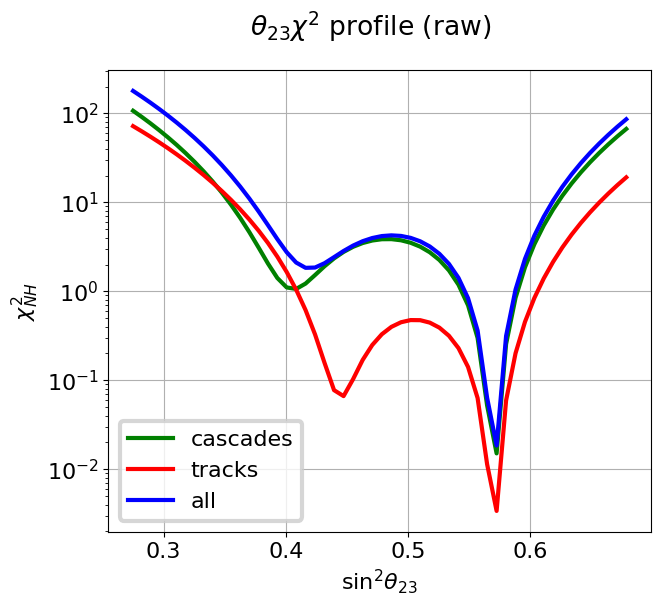 θ₂₃χ² profile (raw)
χ²_NH
10²
10¹
10⁰
10⁻¹
10⁻²
cascades
tracks
all
0.3 0.4 0.5 0.6
sin²θ₂₃